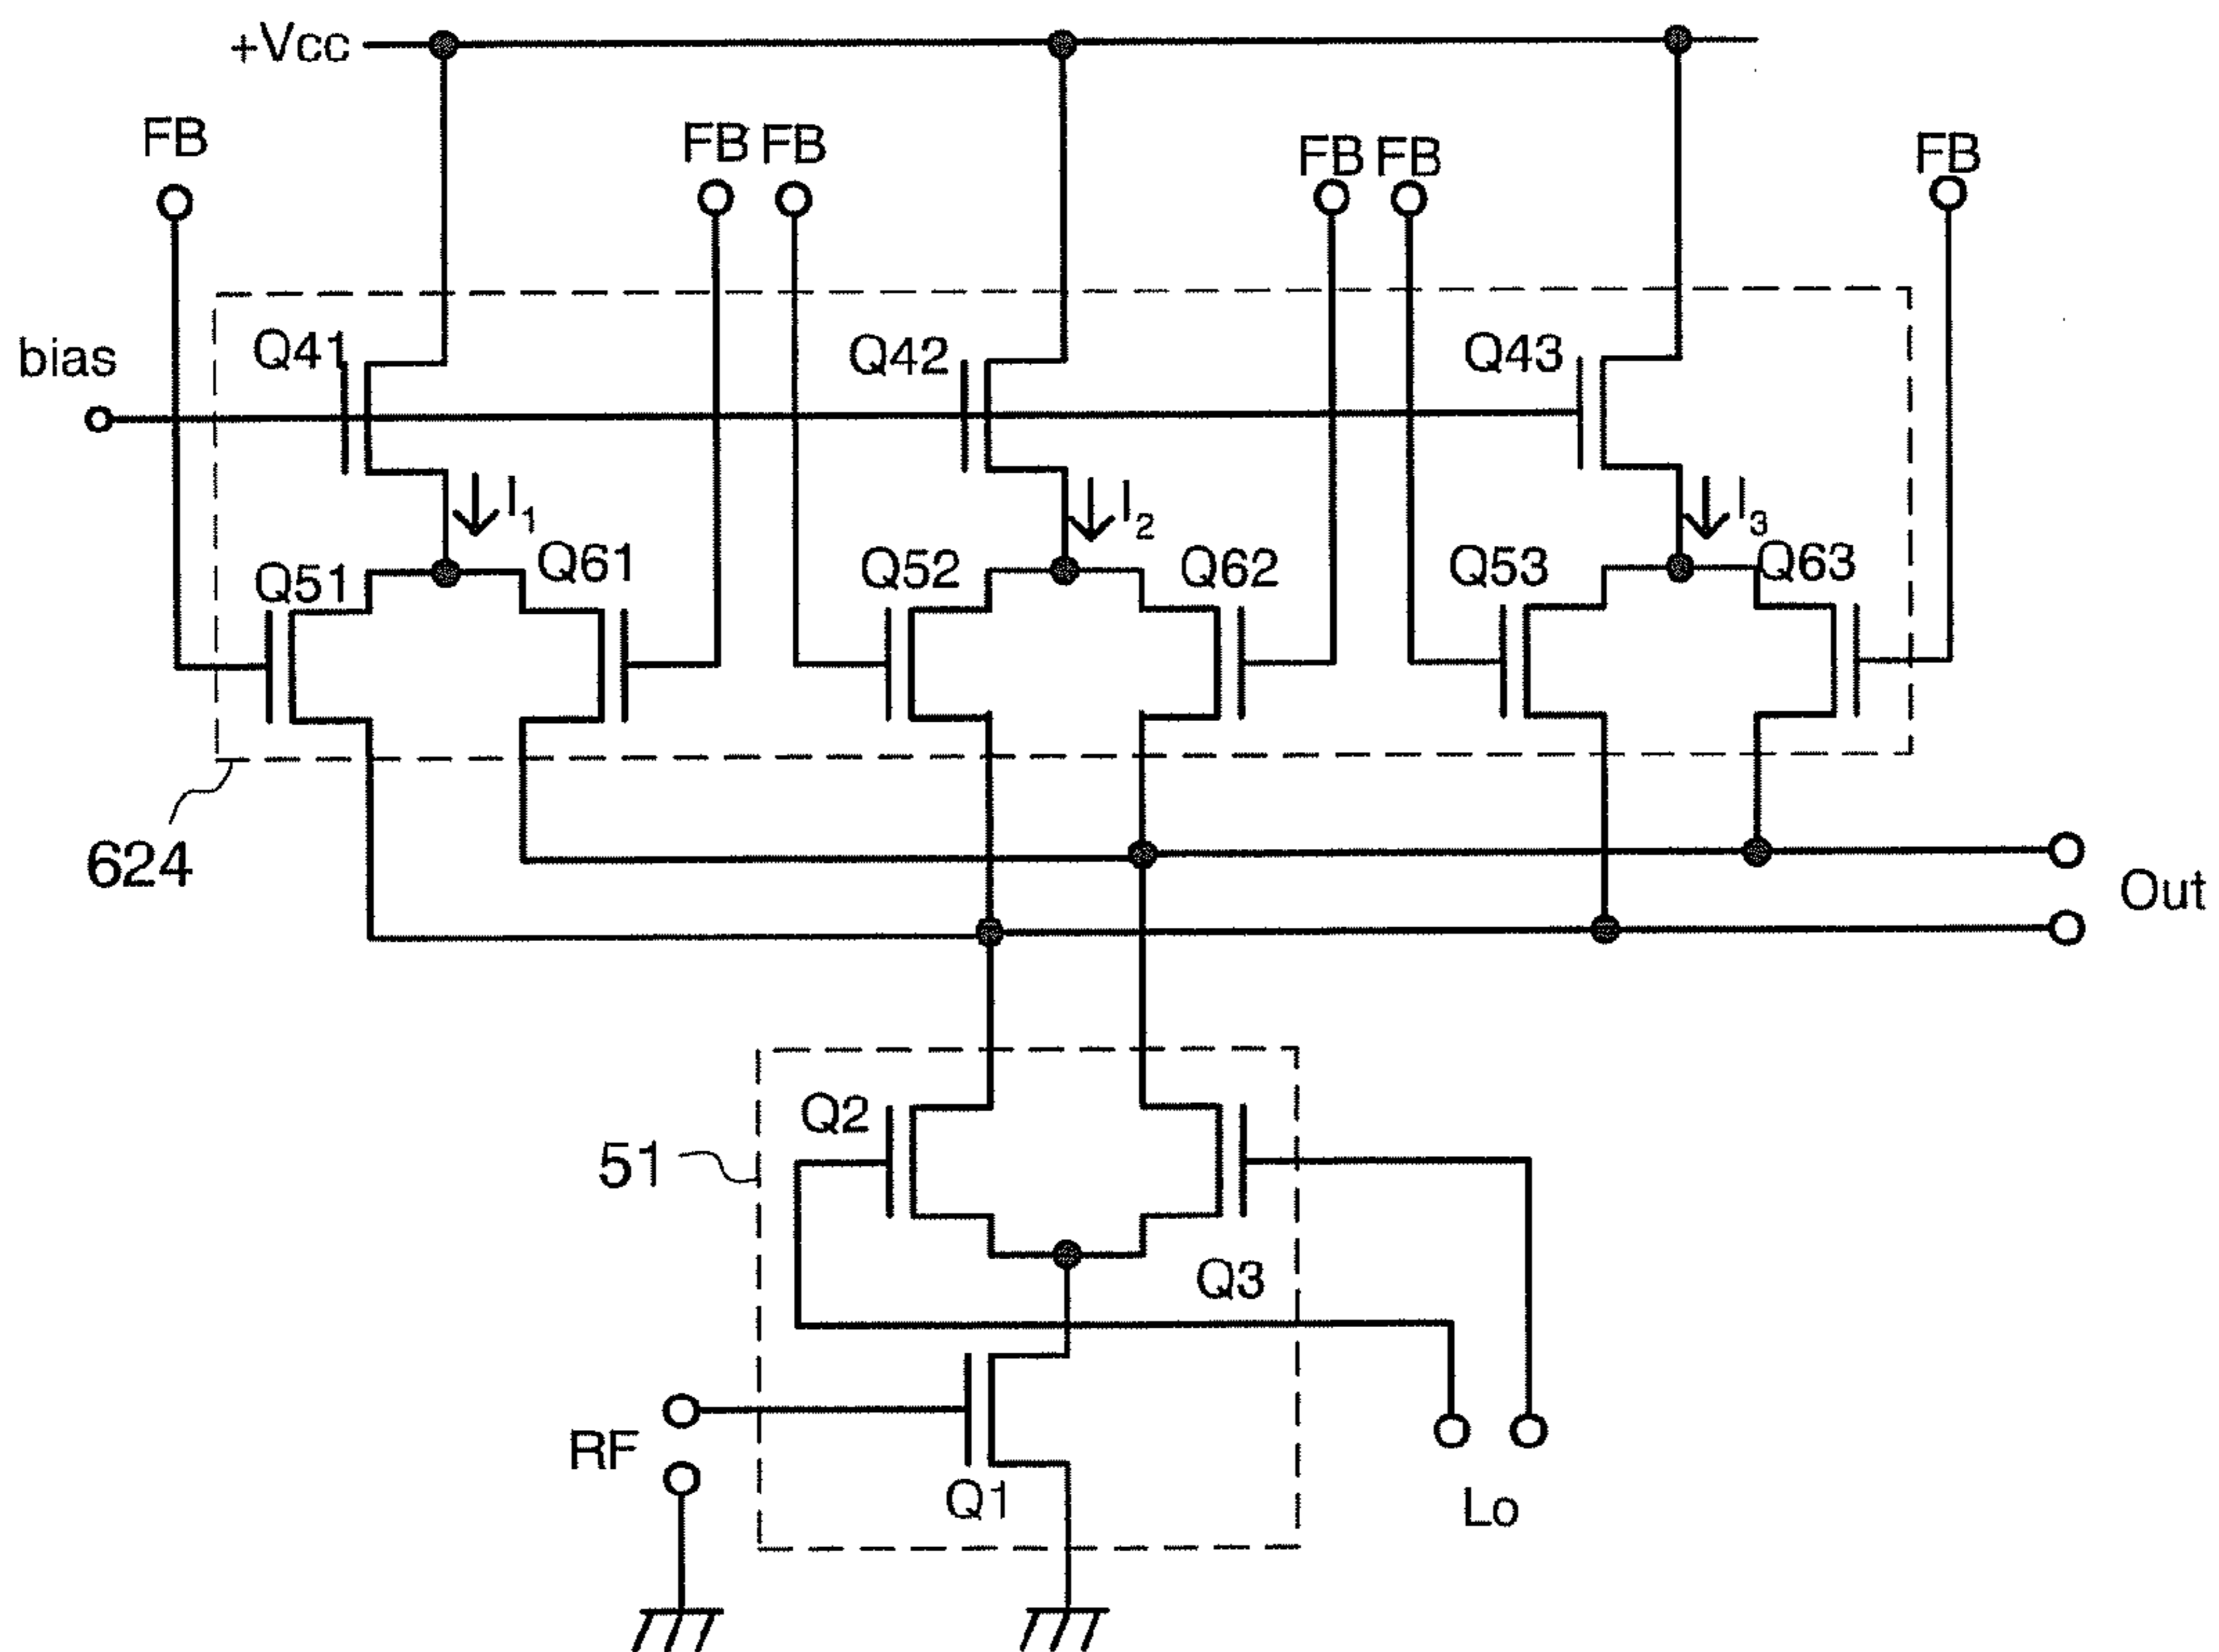 +Vcc
FB
FB FB
FB FB
FB
bias
Q41
Q42
Q43
I1
I2
I3
Q51
Q61
Q52
Q62
Q53
Q63
624
Out
Q2
51
Q3
RF
Q1
Lo